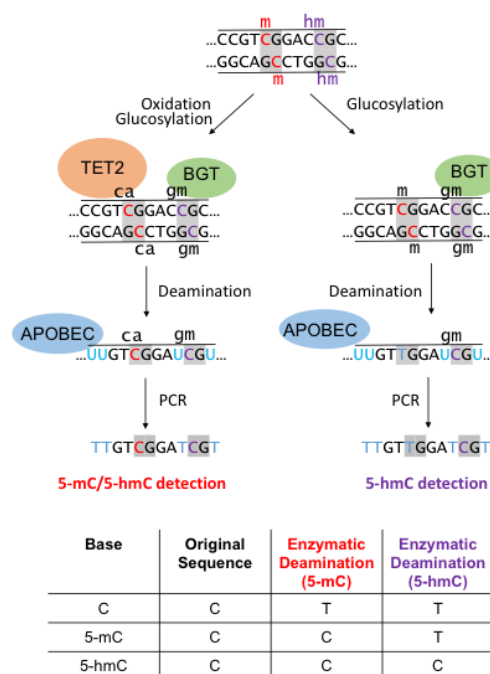 m hm
...CCGTCGGACCGC...
GGCAGCCTGGCG
m hm
Oxidation
Glucosylation
Glucosylation
TET2
BGT
ca gm
...CCGTCGGACCGC...
...GGCAGCCTGGCG...
ca gm
BGT
m gm
...CCGTCGGACCGC...
...GGCAGCCTGGCG...
m gm
Deamination
Deamination
APOBEC
ca gm
...UUGTCGGAUCGU...
APOBEC
gm
...UUGTTGGAUCGU...
PCR
PCR
TTGTCGGATCGT
TTGTTGGATCGT
5-mC/5-hmC detection
5-hmC detection
Base Original Sequence Enzymatic Deamination (5-mC) Enzymatic Deamination (5-hmC)
C C T T
5-mC C C T
5-hmC C C C